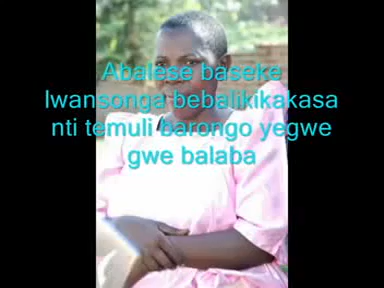 Abalese baseke
lwansonga bebalikikakasa
nti temuli barongo yegwe
gwe balaba